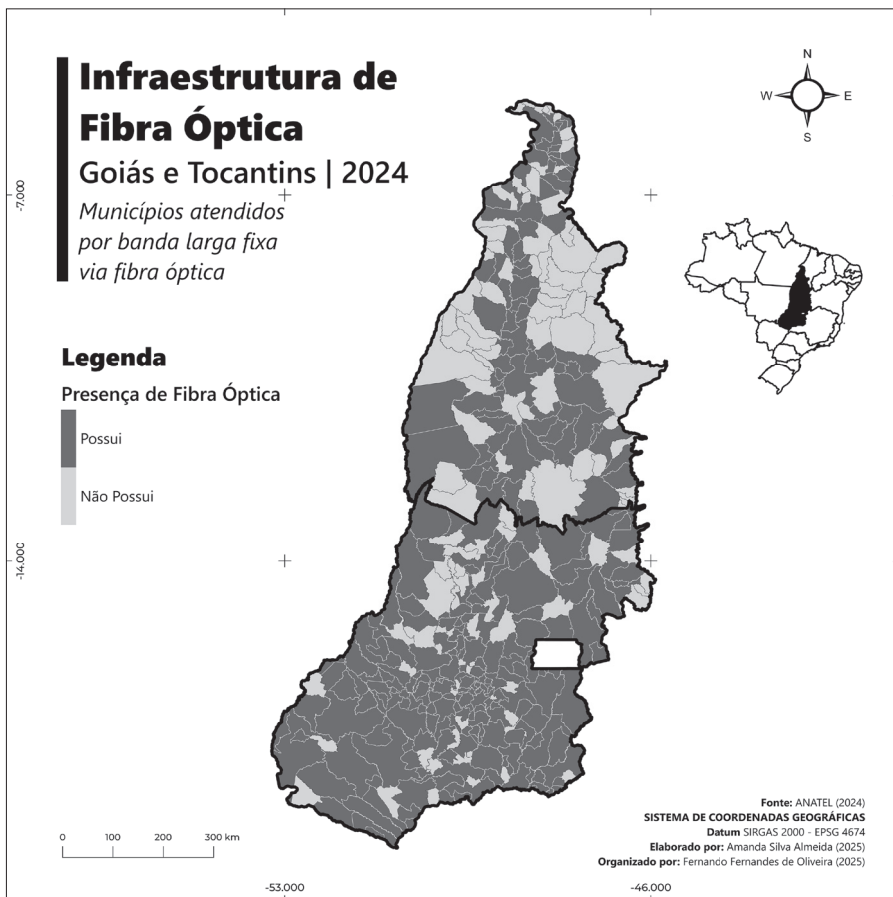 Infraestrutura de
Fibra Óptica
Goiás e Tocantins | 2024
Municípios atendidos
por banda larga fixa
via fibra óptica
N
W
E
S
-7.000
Legenda
Presença de Fibra Óptica
Possui
Não Possui
-14.000
Fonte: ANATEL (2024)
SISTEMA DE COORDENADAS GEOGRÁFICAS
Datum SIRGAS 2000 - EPSG 4674
Elaborado por: Amanda Silva Almeida (2025)
Organizado por: Fernando Fernandes de Oliveira (2025)
0 100 200 300 km
-53.000 -46.000